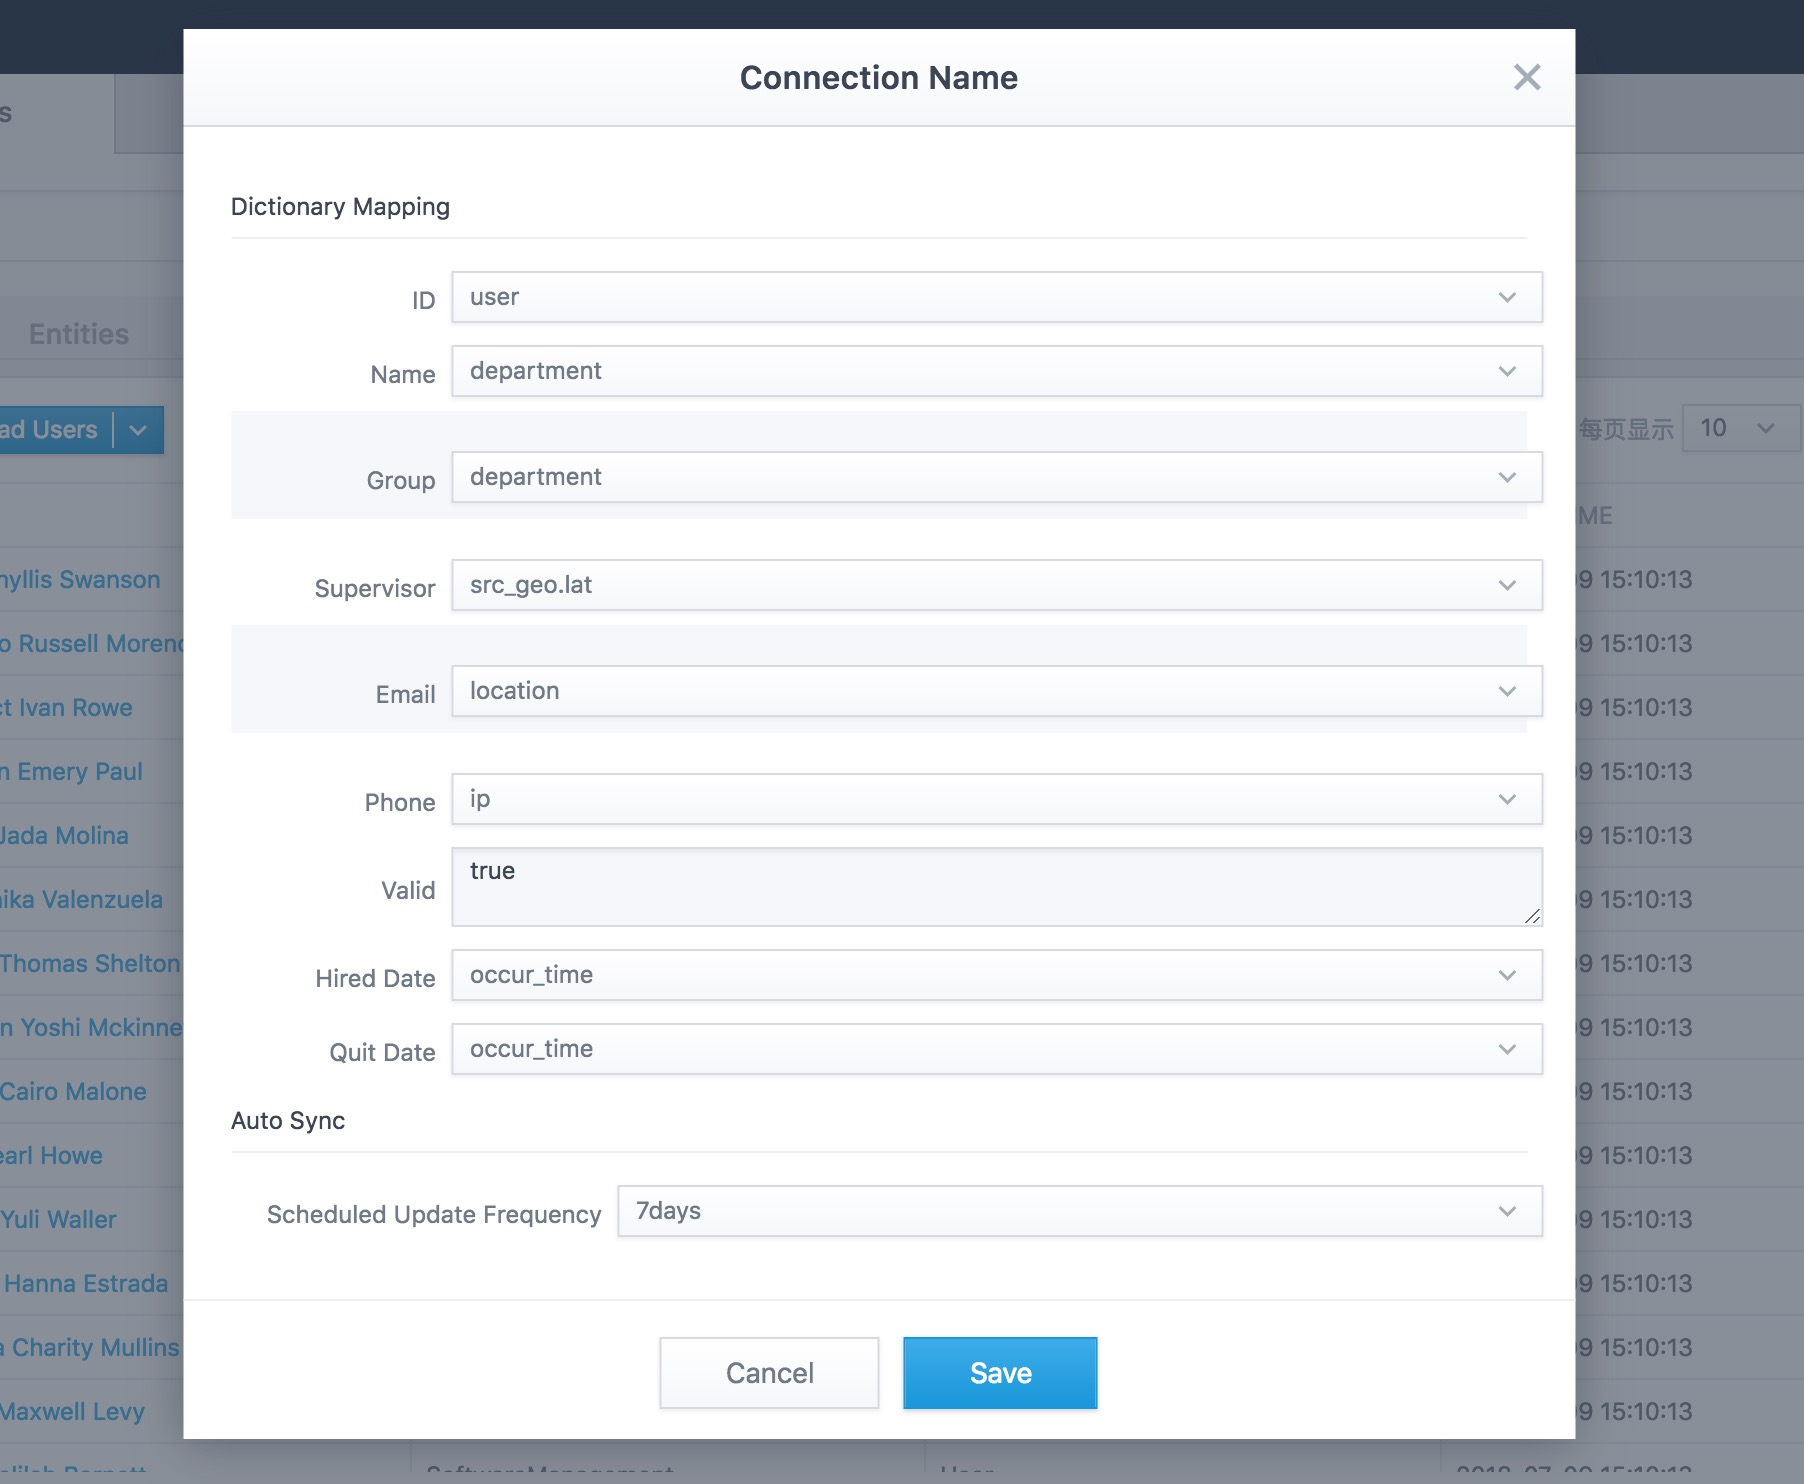 Connection Name
s
Dictionary Mapping
ID user
Entities
Name department
ad Users
每页显示 10
Group department
ME
hyllis Swanson 9 15:10:13
Supervisor src_geo.lat
o Russell Moreno 9 15:10:13
Email location
ct Ivan Rowe 9 15:10:13
n Emery Paul 9 15:10:13
Phone ip
Jada Molina 9 15:10:13
Valid true
ika Valenzuela 9 15:10:13
Thomas Shelton 9 15:10:13
Hired Date occur_time
n Yoshi Mckinne 9 15:10:13
Quit Date occur_time
Cairo Malone 9 15:10:13
Auto Sync
earl Howe 9 15:10:13
Scheduled Update Frequency 7days
Yuli Waller 9 15:10:13
Hanna Estrada 9 15:10:13
a Charity Mullins 9 15:10:13
Cancel Save
Maxwell Levy 9 15:10:13